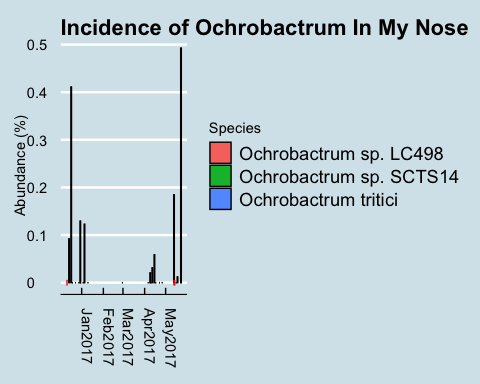 Incidence of Ochrobactrum In My Nose
0.5
0.4
0.3
0.2
0.1
0
Abundance (%)
Species
Ochrobactrum sp. LC498
Ochrobactrum sp. SCTS14
Ochrobactrum tritici
Jan2017
Feb2017
Mar2017
Apr2017
May2017